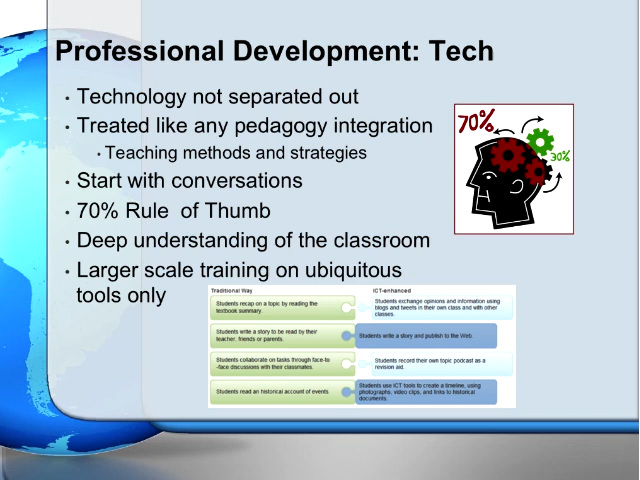 Professional Development: Tech
• Technology not separated out
• Treated like any pedagogy integration
• Teaching methods and strategies
• Start with conversations
• 70% Rule of Thumb
• Deep understanding of the classroom
• Larger scale training on ubiquitous
tools only
70%
30%
Traditional Way
ICT-enhanced
Students recap on a topic by reading the
textbook summary.
Students exchange opinions and information using
blogs and tweets in their own class and with other
classes.
Students write a story to be read by their
teacher, friends or parents.
Students write a story and publish to the Web.
Students collaborate on tasks through face-to
-face discussions with their classmates.
Students record their own topic podcast as a
revision aid.
Students read an historical account of events
Students use ICT tools to create a timeline, using
photographs, video clips, and links to historical
documents.